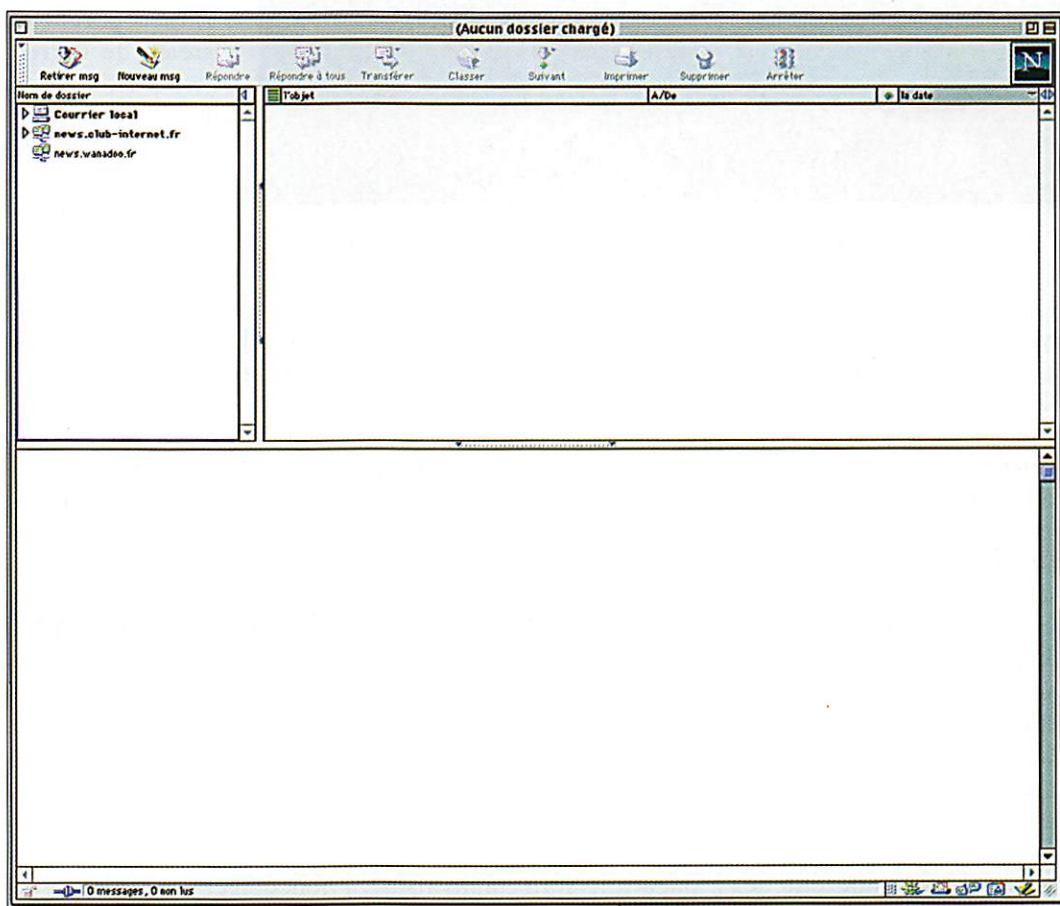 (Aucun dossier chargé)
N
Retirer msg Nouveau msg Répondre Répondre à tous Transférer Classer Suivant Imprimer Supprimer Arrêter
Nom de dossier l'objet A/De la date
Courrier local
news.club-internet.fr
news.wanadoo.fr
0 messages, 0 non lus